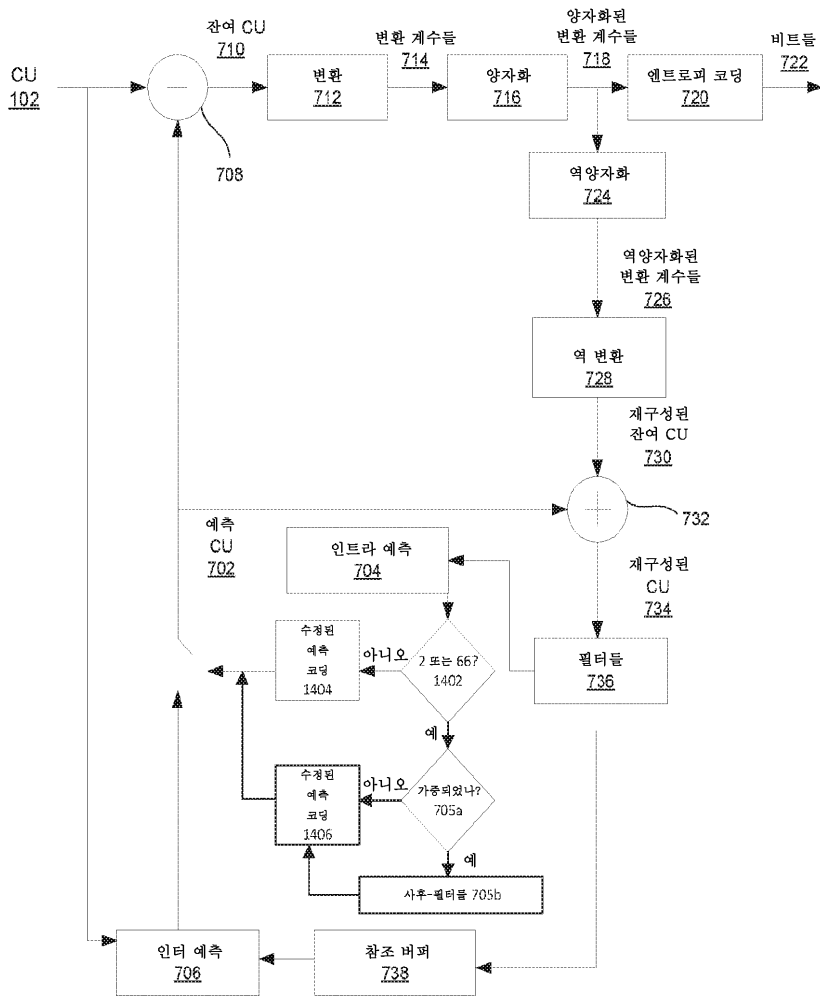 CU
102
잔여 CU
710
변환
712
변환 계수들
714
양자화
716
양자화된
변환 계수들
718
엔트로피 코딩
720
비트들
722
708
역양자화
724
역양자화된
변환 계수들
726
역 변환
728
재구성된
잔여 CU
730
732
예측
CU
702
인트라 예측
704
재구성된
CU
734
수정된
예측
코딩
1404
아니오
2 또는 66?
1402
필터들
736
예
수정된
예측
코딩
1406
아니오
가중되었나?
705a
예
사후-필터들 705b
인터 예측
706
참조 버퍼
738